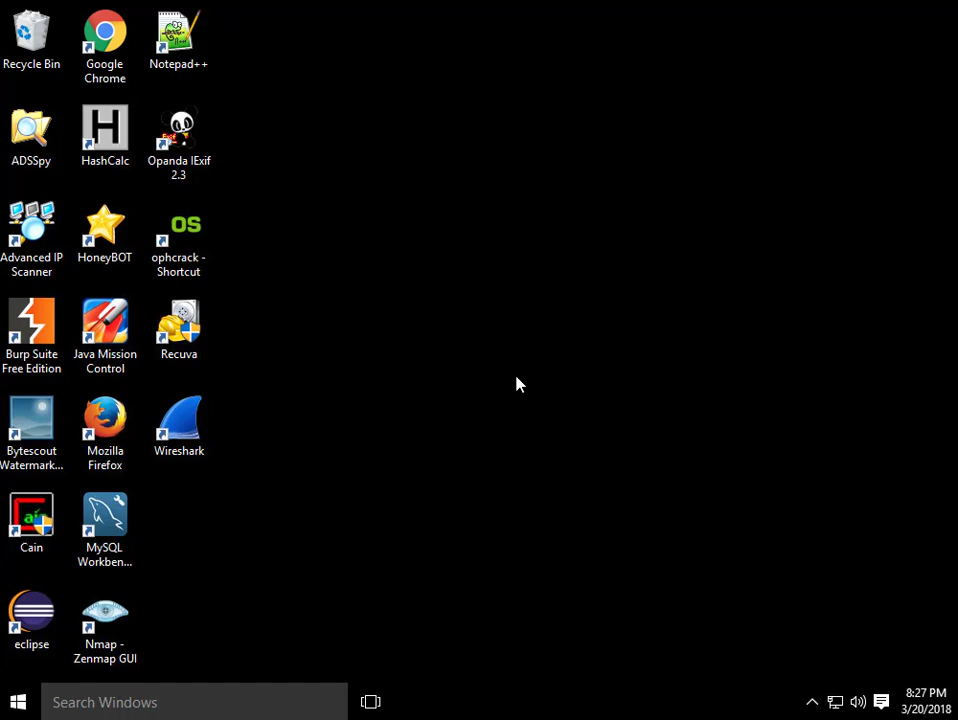 Recycle Bin
Google
Chrome
Notepad++
ADSSpy
H
HashCalc
Exif
Opanda IExif
2.3
Advanced IP
Scanner
HoneyBOT
OS
ophcrack -
Shortcut
Burp Suite
Free Edition
Java Mission
Control
Recuva
Bytescout
Watermark...
Mozilla
Firefox
Wireshark
ain
Cain
MySQL
Workben...
eclipse
Nmap -
Zenmap GUI
Search Windows
8:27 PM
3/20/2018